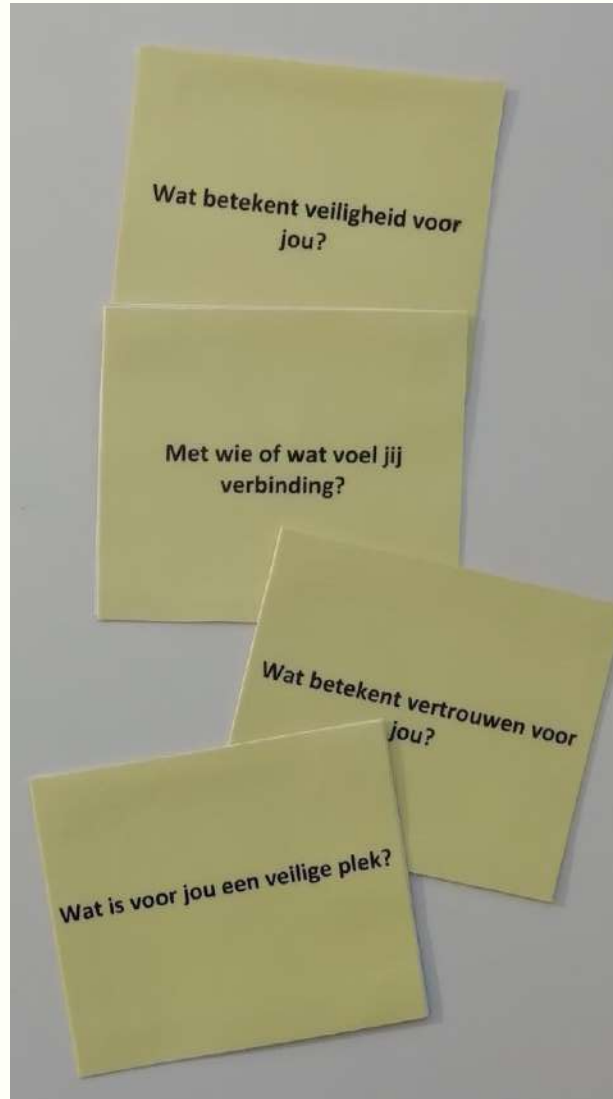 Wat betekent veiligheid voor
jou?
Met wie of wat voel jij
verbinding?
Wat betekent vertrouwen voor
jou?
Wat is voor jou een veilige plek?